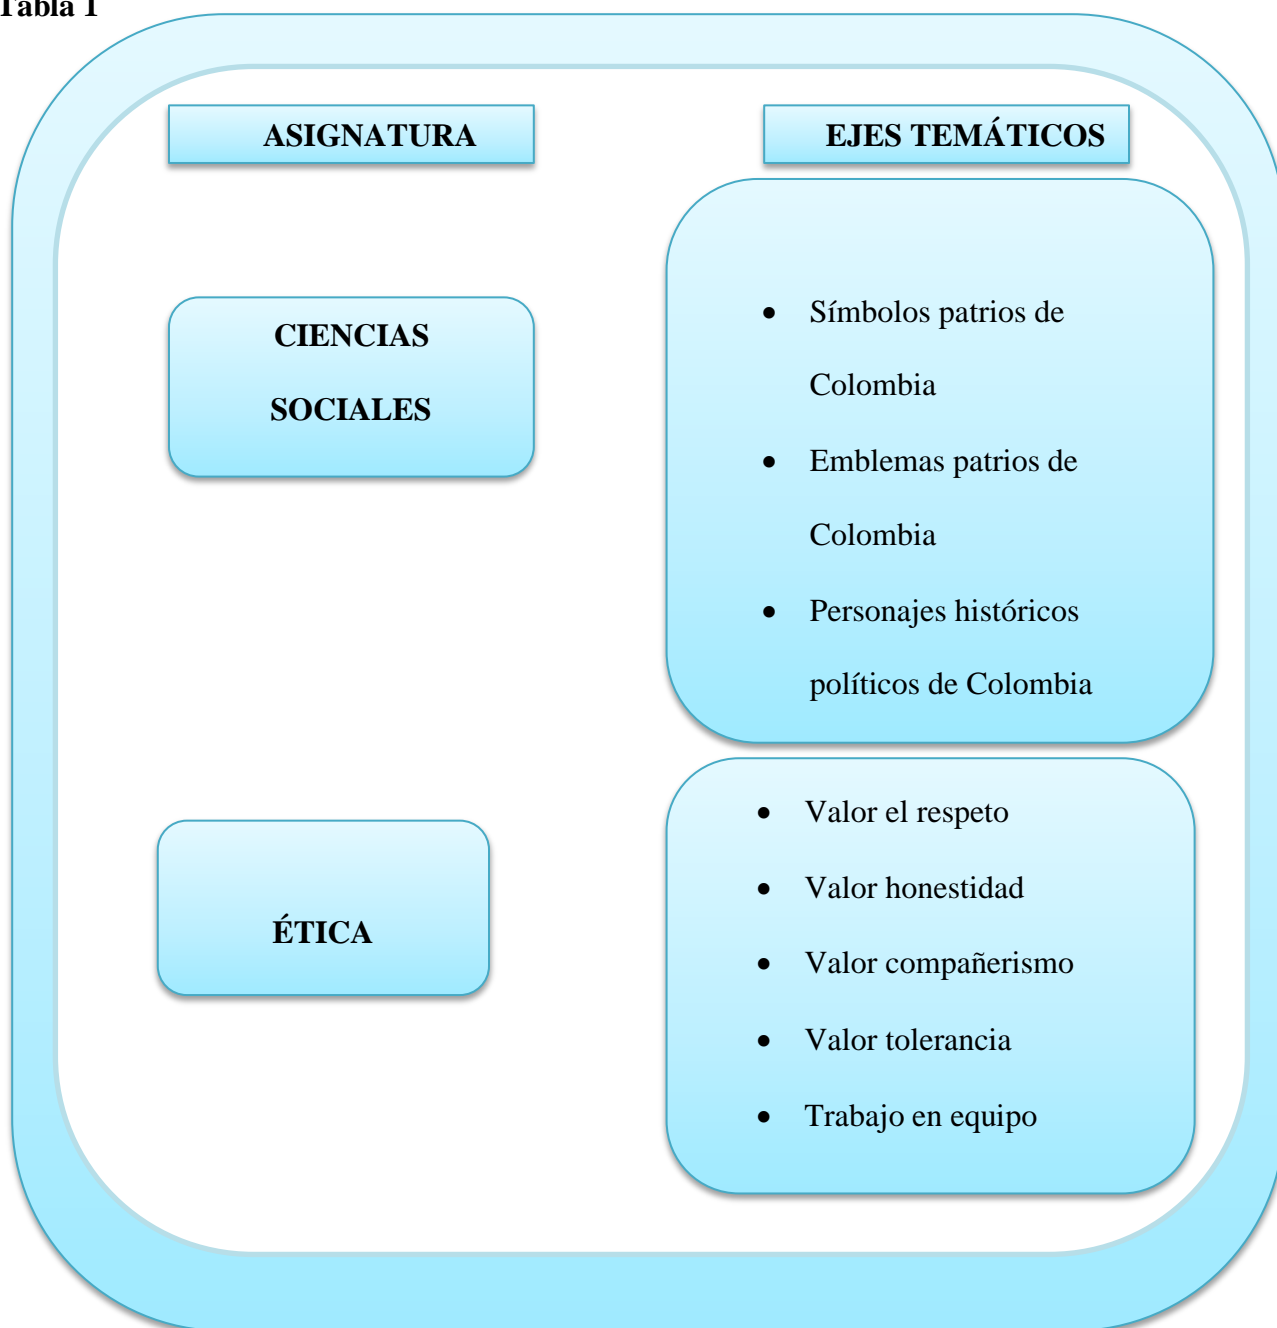 Tabla 1
ASIGNATURA
EJES TEMÁTICOS
CIENCIAS
SOCIALES
• Símbolos patrios de
Colombia
• Emblemas patrios de
Colombia
• Personajes históricos
políticos de Colombia
ÉTICA
• Valor el respeto
• Valor honestidad
• Valor compañerismo
• Valor tolerancia
• Trabajo en equipo